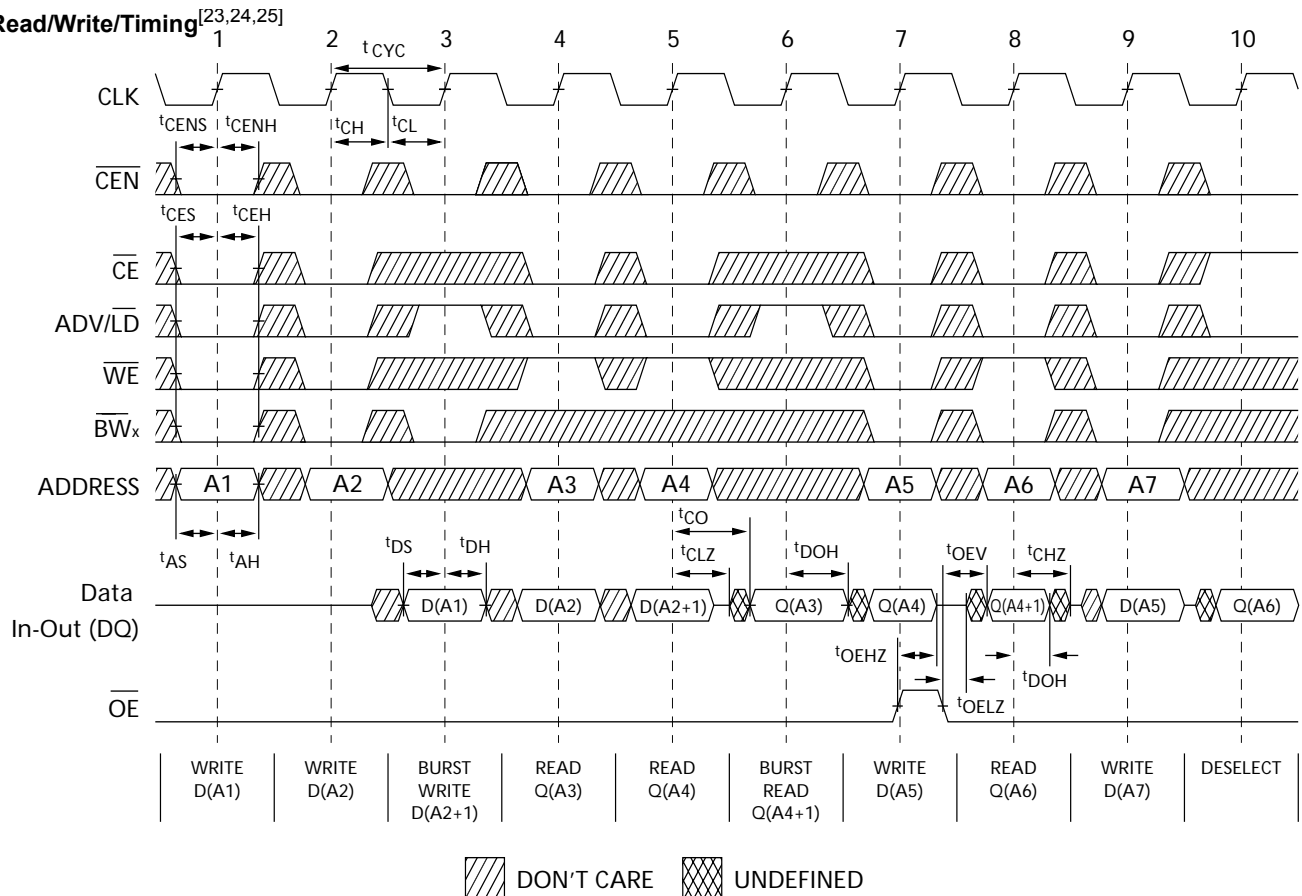 Read/Write/Timing[23,24,25]
1 2 3 4 5 6 7 8 9 10
tCYC
CLK
tCENS tCENH tCH tCL
CEN
tCES tCEH
CE
ADV/LD
WE
BWx
ADDRESS A1 A2 A3 A4 A5 A6 A7
tAS tAH tDS tDH tCO tCLZ tDOH tOEV tCHZ
Data
In-Out (DQ)
D(A1) D(A2) D(A2+1) Q(A3) Q(A4) Q(A4+1) D(A5) Q(A6)
tOEHZ tDOH
tOELZ
OE
WRITE D(A1)
WRITE D(A2)
BURST WRITE D(A2+1)
READ Q(A3)
READ Q(A4)
BURST READ Q(A4+1)
WRITE D(A5)
READ Q(A6)
WRITE D(A7)
DESELECT
DON'T CARE UNDEFINED